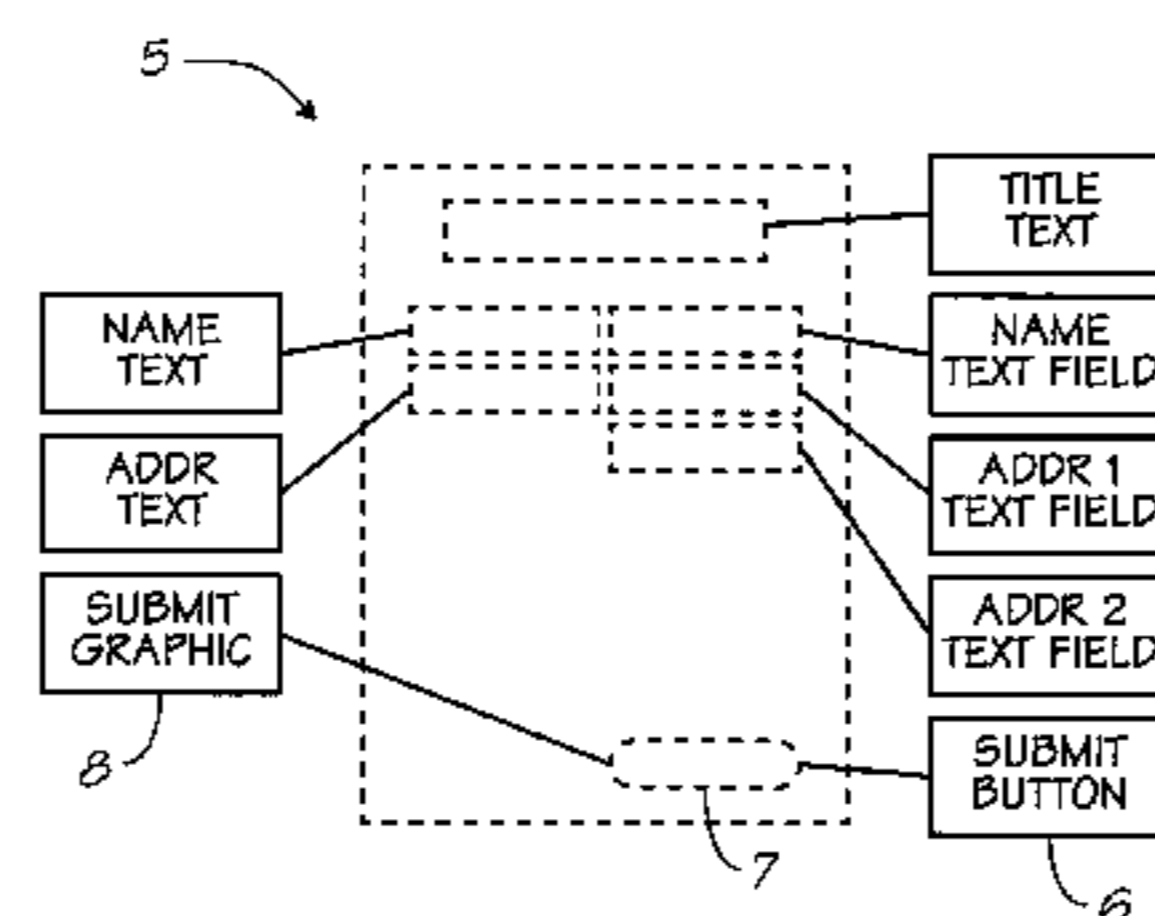 5
TITLE
TEXT
NAME
TEXT
NAME
TEXT FIELD
ADDR
TEXT
ADDR 1
TEXT FIELD
SUBMIT
GRAPHIC
ADDR 2
TEXT FIELD
SUBMIT
BUTTON
8
7
6